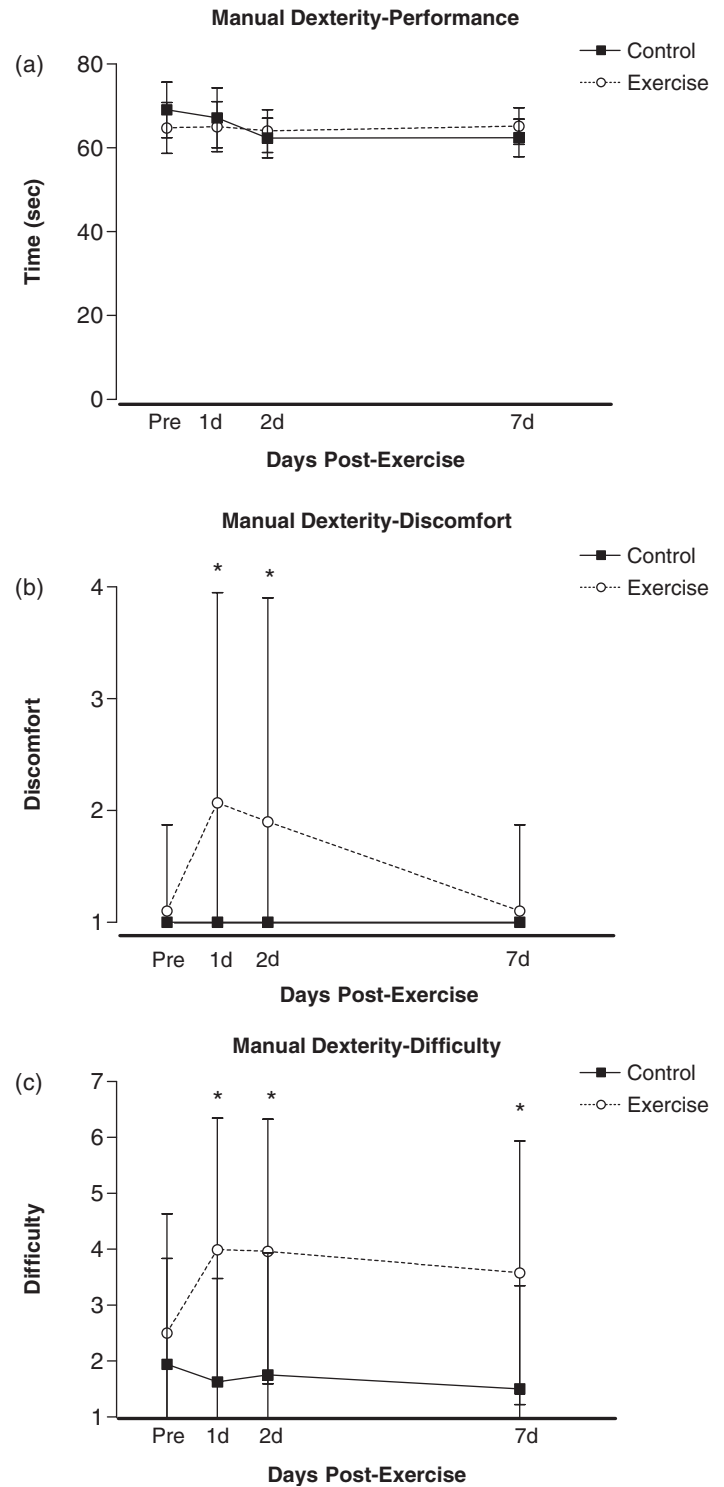 Manual Dexterity-Performance
(a)
Control
Exercise
80
60
40
20
0
Time (sec)
Pre 1d 2d 7d
Days Post-Exercise
Manual Dexterity-Discomfort
(b)
Control
Exercise
4
3
2
1
Discomfort
* *
Pre 1d 2d 7d
Days Post-Exercise
Manual Dexterity-Difficulty
(c)
Control
Exercise
7
6
5
4
3
2
1
Difficulty
* * *
Pre 1d 2d 7d
Days Post-Exercise